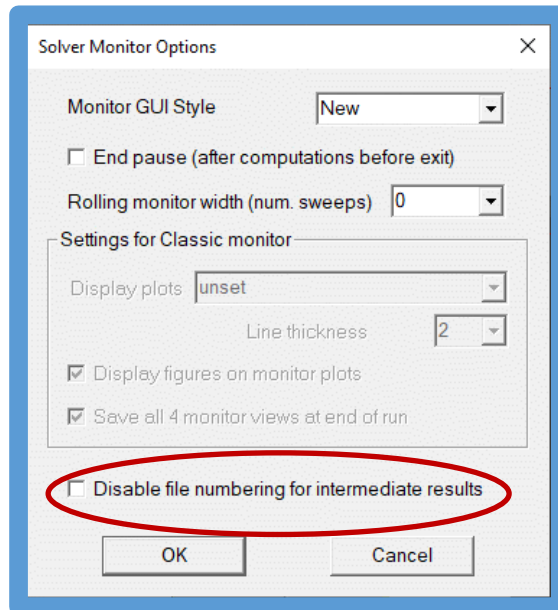 Solver Monitor Options
Monitor GUI Style New
End pause (after computations before exit)
Rolling monitor width (num. sweeps) 0
Settings for Classic monitor
Display plots unset
Line thickness 2
Display figures on monitor plots
Save all 4 monitor views at end of run
Disable file numbering for intermediate results
OK Cancel